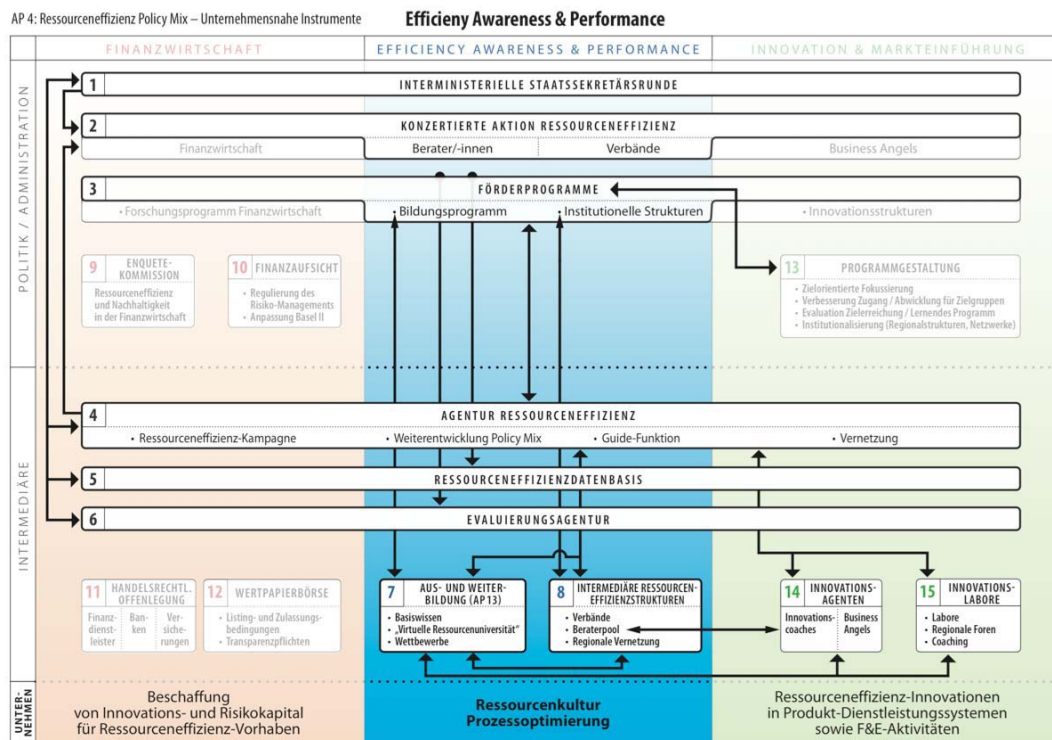 AP 4: Ressourceneffizienz Policy Mix – Unternehmensnahe Instrumente
Efficieny Awareness & Performance
FINANZWIRTSCHAFT
EFFICIENCY AWARENESS & PERFORMANCE
INNOVATION & MARKTEINFÜHRUNG
POLITIK / ADMINISTRATION
1 INTERMINISTERIELLE STAATSSEKRETÄRSRUNDE
2 KONZERTIERTE AKTION RESSOURCENEFFIZIENZ
Finanzwirtschaft
Berater/-innen
Verbände
Business Angels
3 FÖRDERPROGRAMME
• Forschungsprogramm Finanzwirtschaft
• Bildungsprogramm
• Institutionelle Strukturen
• Innovationsstrukturen
9 ENQUETE-
KOMMISSION
Ressourceneffizienz
und Nachhaltigkeit
in der Finanzwirtschaft
10 FINANZAUFSICHT
• Regulierung des
Risiko-Managements
• Anpassung Basel II
13 PROGRAMMGESTALTUNG
• Zielorientierte Fokussierung
• Verbesserung Zugang / Abwicklung für Zielgruppen
• Evaluation Zielerreichung / Lernendes Programm
• Institutionalisierung (Regionalstrukturen, Netzwerke)
INTERMEDIÄRE
4 AGENTUR RESSOURCENEFFIZIENZ
• Ressourceneffizienz-Kampagne
• Weiterentwicklung Policy Mix
• Guide-Funktion
• Vernetzung
5 RESSOURCENEFFIZIENZDATENBASIS
6 EVALUIERUNGSAGENTUR
11 HANDELSRECHTL.
OFFENLEGUNG
Finanz-
dienst-
leister
Ban-
ken
Ver-
siche-
rungen
12 WERTPAPIERBÖRSE
• Listing- und Zulassungs-
bedingungen
• Transparenzpflichten
7 AUS- UND WEITER-
BILDUNG (AP13)
• Basiswissen
• „Virtuelle Ressourcenuniversität"
• Wettbewerbe
8 INTERMEDIÄRE RESSOURCEN-
EFFIZIENZSTRUKTUREN
• Verbände
• Beraterpool
• Regionale Vernetzung
14 INNOVATIONS-
AGENTEN
Innovations-
coaches
Business
Angels
15 INNOVATIONS-
LABORE
• Labore
• Regionale Foren
• Coaching
UNTER-
NEHMEN
Beschaffung
von Innovations- und Risikokapital
für Ressourceneffizienz-Vorhaben
Ressourcenkultur
Prozessoptimierung
Ressourceneffizienz-Innovationen
in Produkt-Dienstleistungssystemen
sowie F&E-Aktivitäten